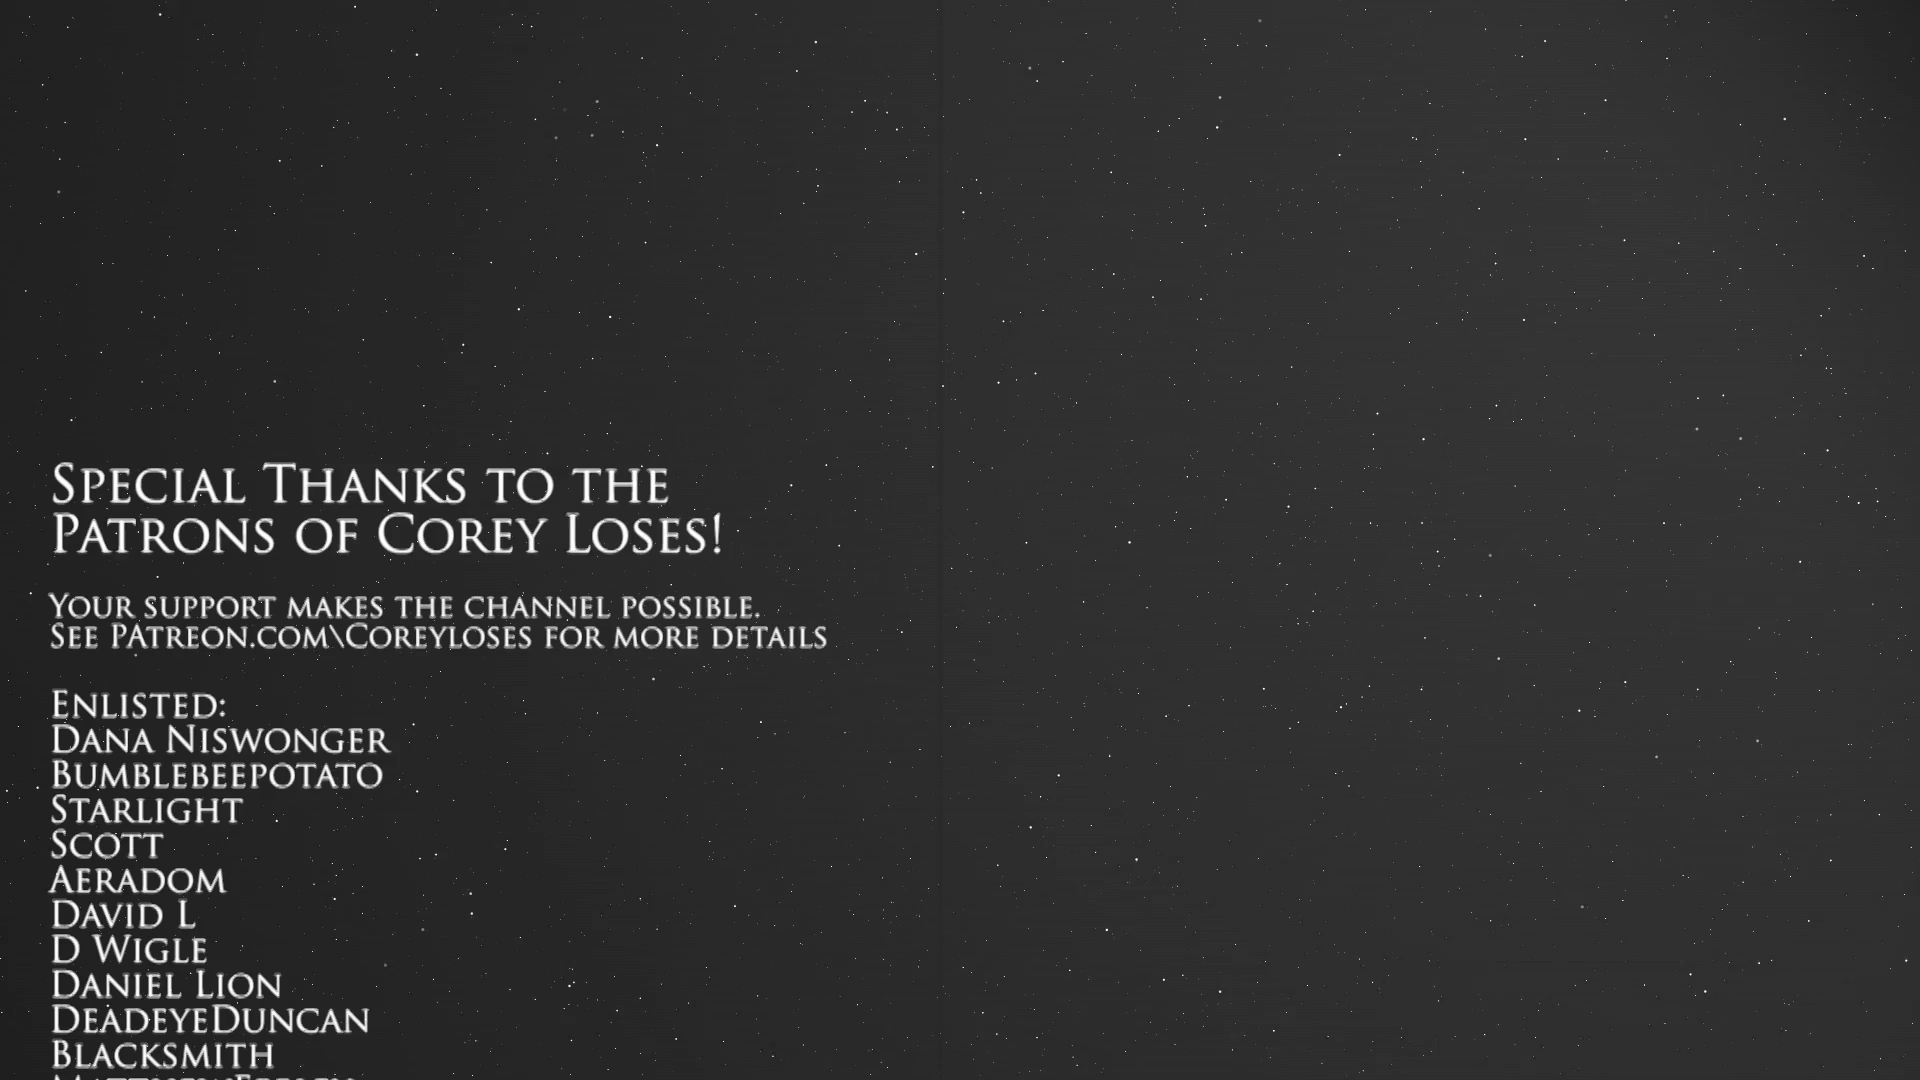 Special Thanks to the
Patrons of Corey Loses!
Your support makes the channel possible.
See Patreon.com\Coreyloses for more details
Enlisted:
Dana Niswonger
Bumblebeepotato
Starlight
Scott
Aeradom
David L
D Wigle
Daniel Lion
DeadeyeDuncan
Blacksmith